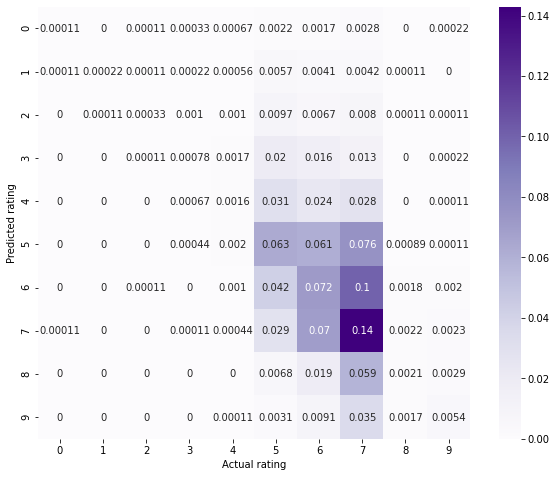 0 0.00011 0 0.00011 0.00033 0.00067 0.0022 0.0017 0.0028 0 0.00022
1 0.00011 0.00022 0.00011 0.00022 0.00056 0.0057 0.0041 0.0042 0.00011 0
2 0 0.00011 0.00033 0.001 0.001 0.0097 0.0067 0.008 0.00011 0.00011
3 0 0 0.00011 0.00078 0.0017 0.02 0.016 0.013 0 0.00022
4 0 0 0 0.00067 0.0016 0.031 0.024 0.028 0 0.00011
5 0 0 0 0.00044 0.002 0.063 0.061 0.076 0.00089 0.00011
6 0 0 0.00011 0 0.001 0.042 0.072 0.1 0.0018 0.002
7 0.00011 0 0 0.00011 0.00044 0.029 0.07 0.14 0.0022 0.0023
8 0 0 0 0 0 0.0068 0.019 0.059 0.0021 0.0029
9 0 0 0 0 0.00011 0.0031 0.0091 0.035 0.0017 0.0054
0 1 2 3 4 5 6 7 8 9
Actual rating
Predicted rating
0.14
0.12
0.10
0.08
0.06
0.04
0.02
0.00